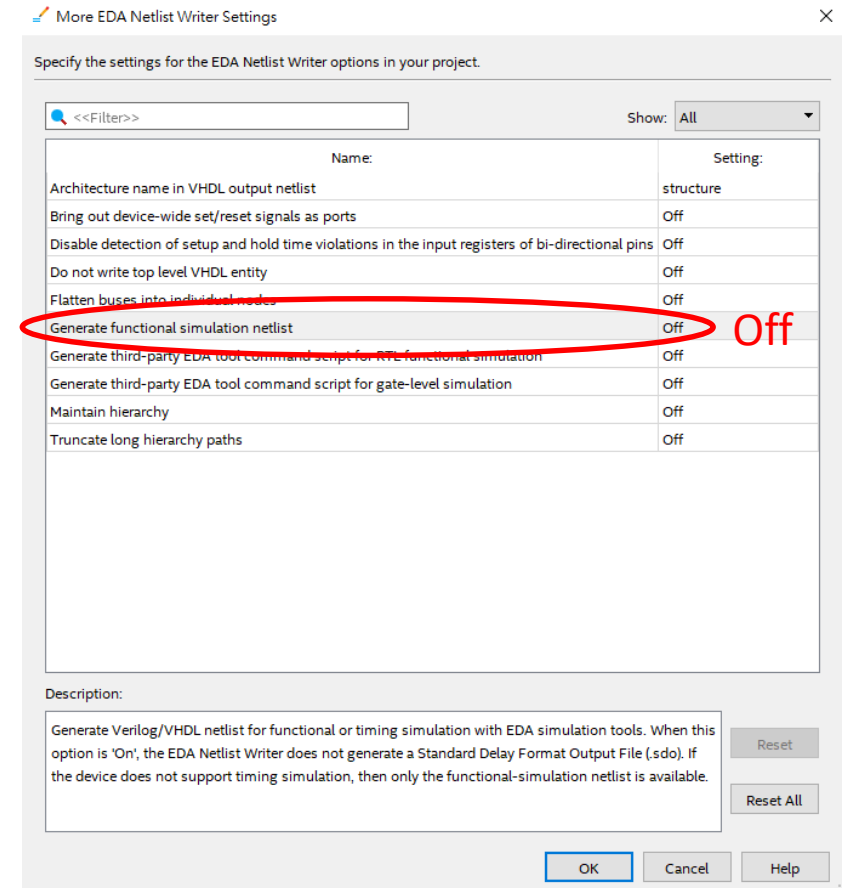 More EDA Netlist Writer Settings
Specify the settings for the EDA Netlist Writer options in your project.
<<Filter>>
Show: All
Name: Setting:
Architecture name in VHDL output netlist structure
Bring out device-wide set/reset signals as ports Off
Disable detection of setup and hold time violations in the input registers of bi-directional pins Off
Do not write top level VHDL entity Off
Flatten buses into individual nodes Off
Generate functional simulation netlist Off Off
Generate third-party EDA tool command script for RTL functional simulation Off
Generate third-party EDA tool command script for gate-level simulation Off
Maintain hierarchy Off
Truncate long hierarchy paths Off
Description:
Generate Verilog/VHDL netlist for functional or timing simulation with EDA simulation tools. When this
option is 'On', the EDA Netlist Writer does not generate a Standard Delay Format Output File (.sdo). If
the device does not support timing simulation, then only the functional-simulation netlist is available.
Reset
Reset All
OK Cancel Help